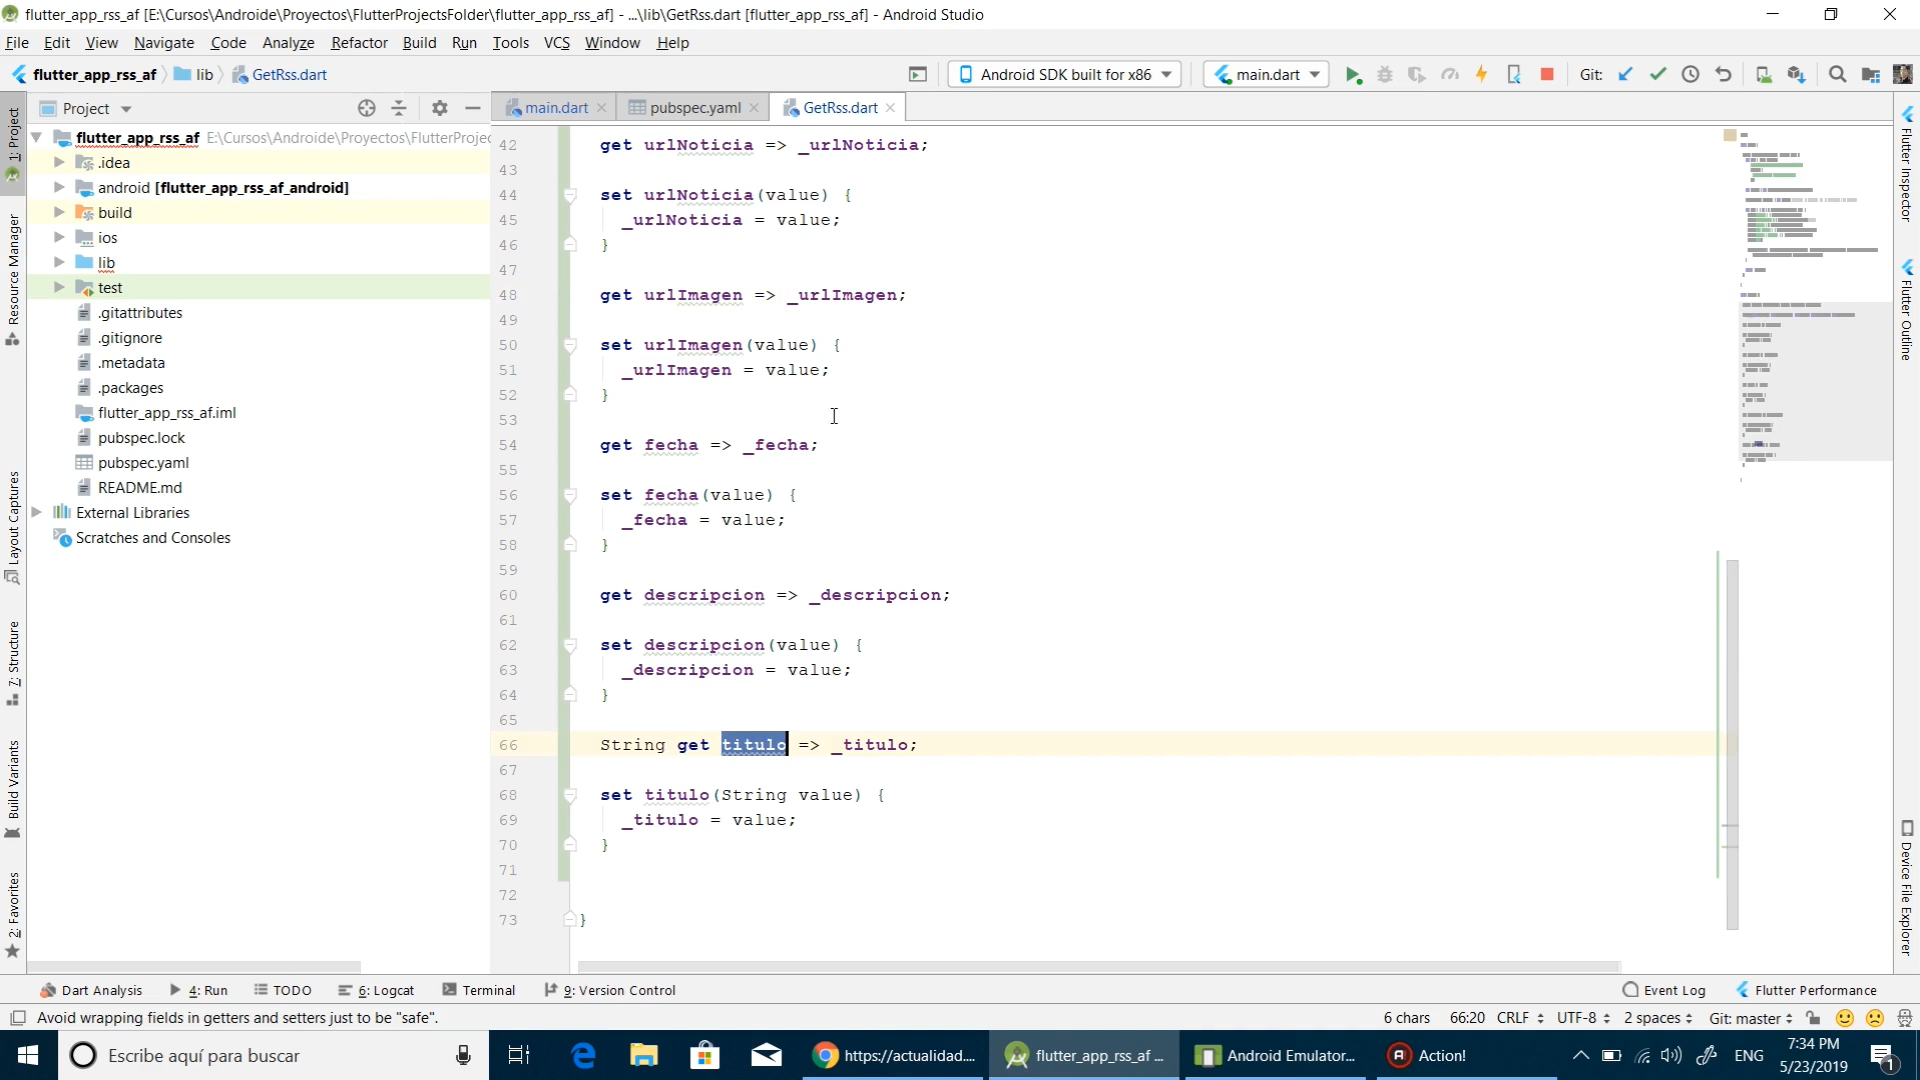 flutter_app_rss_af [E:\Cursos\Androide\Proyectos\FlutterProjectsFolder\flutter_app_rss_af] - ...\lib\GetRss.dart [flutter_app_rss_af] - Android Studio
File Edit View Navigate Code Analyze Refactor Build Run Tools VCS Window Help
flutter_app_rss_af lib GetRss.dart Android SDK built for x86 main.dart Git:
Project main.dart pubspec.yaml GetRss.dart
flutter_app_rss_af E:\Cursos\Androide\Proyectos\FlutterProjec
.idea
android [flutter_app_rss_af_android]
build
ios
lib
test
.gitattributes
.gitignore
.metadata
.packages
flutter_app_rss_af.iml
pubspec.lock
pubspec.yaml
README.md
External Libraries
Scratches and Consoles
1: Project
Resource Manager
Layout Captures
7: Structure
Build Variants
2: Favorites
42 get urlNoticia => _urlNoticia;
43
44 set urlNoticia(value) {
45 _urlNoticia = value;
46 }
47
48 get urlImagen => _urlImagen;
49
50 set urlImagen(value) {
51 _urlImagen = value;
52 }
53
54 get fecha => _fecha;
55
56 set fecha(value) {
57 _fecha = value;
58 }
59
60 get descripcion => _descripcion;
61
62 set descripcion(value) {
63 _descripcion = value;
64 }
65
66 String get titulo => _titulo;
67
68 set titulo(String value) {
69 _titulo = value;
70 }
71
72
73 }
Flutter Inspector
Flutter Outline
Device File Explorer
Dart Analysis 4: Run TODO 6: Logcat Terminal 9: Version Control Event Log Flutter Performance
Avoid wrapping fields in getters and setters just to be "safe". 6 chars 66:20 CRLF UTF-8 2 spaces Git: master
Escribe aquí para buscar https://actualidad.... flutter_app_rss_af ... Android Emulator... Action! ENG 7:34 PM
5/23/2019 1